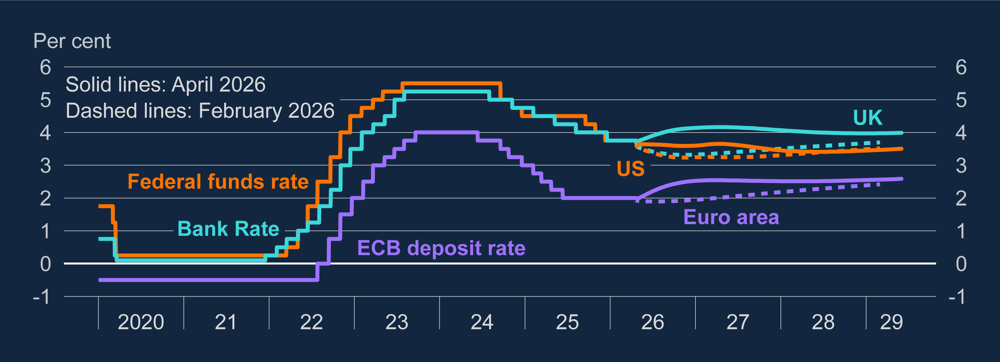 Per cent
6 6
Solid lines: April 2026
5 5
Dashed lines: February 2026
UK
4 4
3 US 3
Federal funds rate
2 2
Euro area
1 Bank Rate 1
ECB deposit rate
0 0
-1 -1
2020 21 22 23 24 25 26 27 28 29